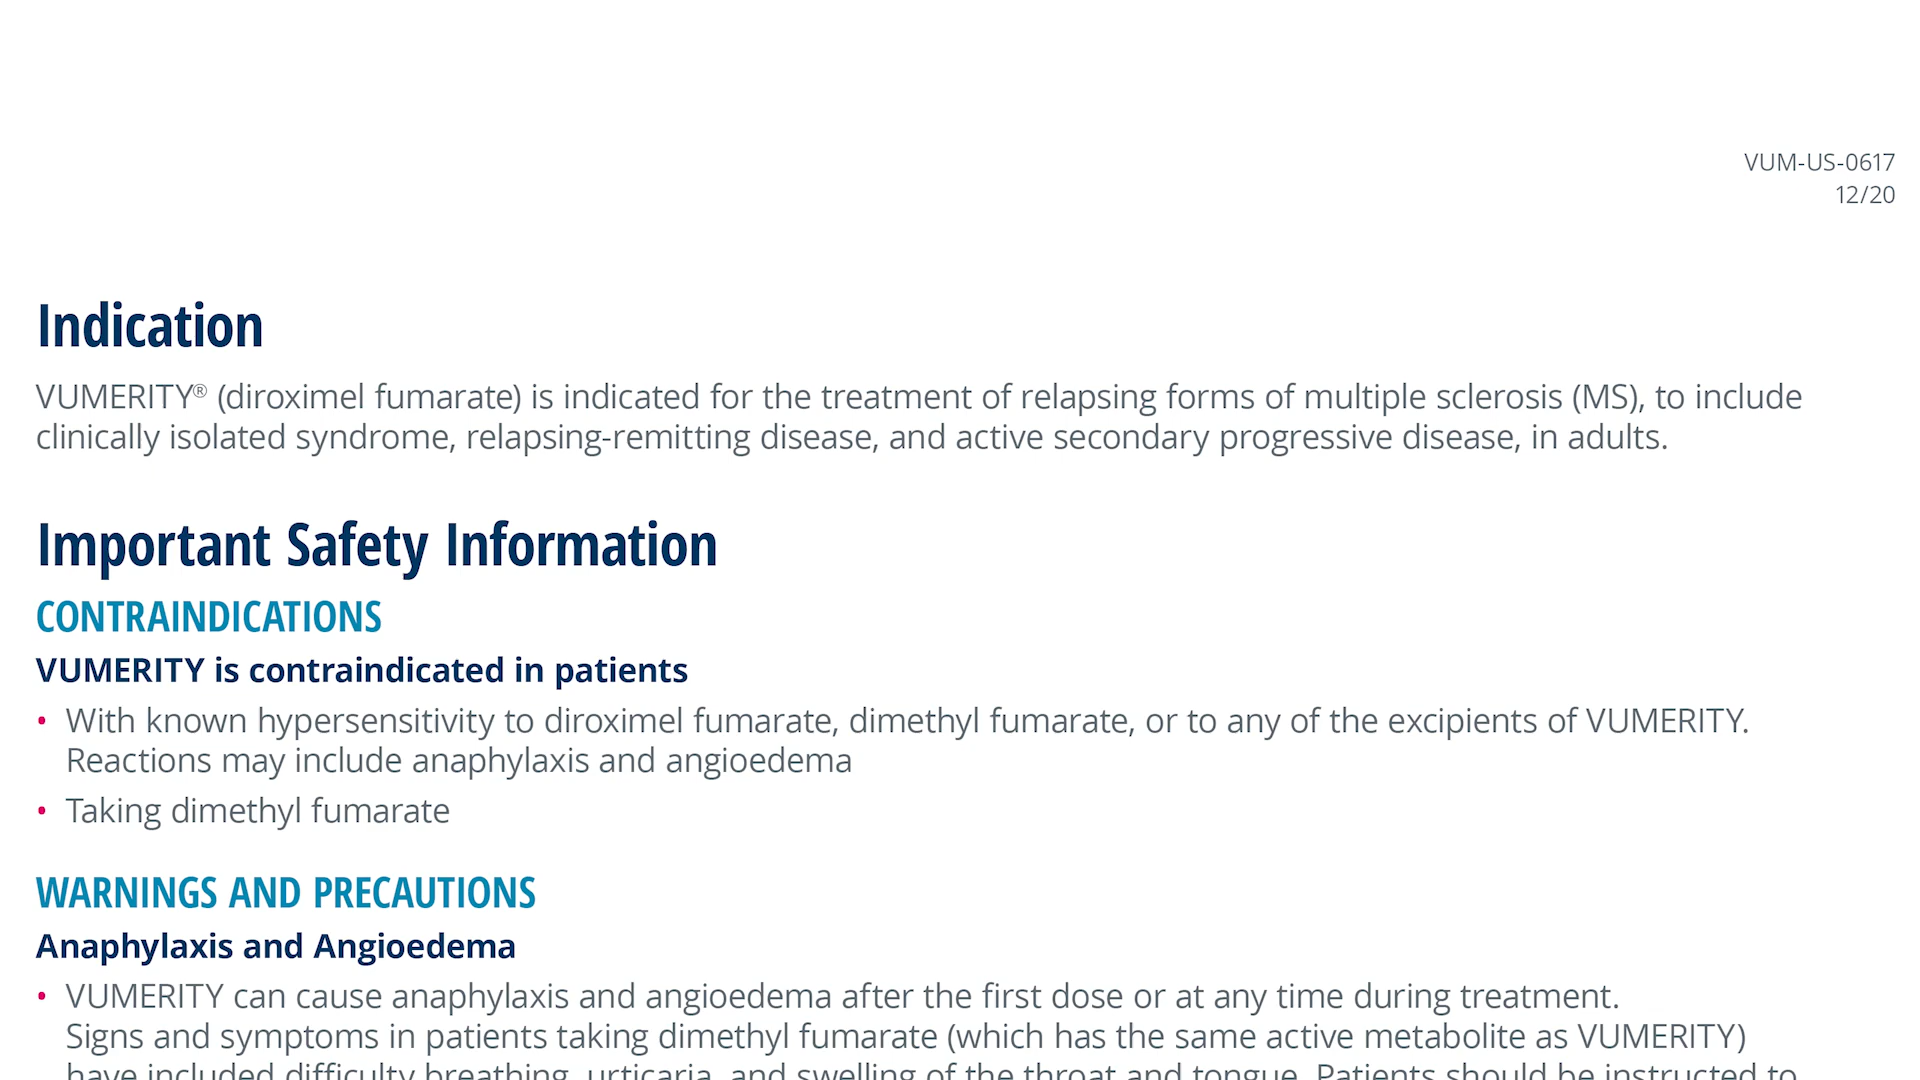 VUM-US-0617
12/20
Indication
VUMERITY® (diroximel fumarate) is indicated for the treatment of relapsing forms of multiple sclerosis (MS), to include
clinically isolated syndrome, relapsing-remitting disease, and active secondary progressive disease, in adults.
Important Safety Information
CONTRAINDICATIONS
VUMERITY is contraindicated in patients
• With known hypersensitivity to diroximel fumarate, dimethyl fumarate, or to any of the excipients of VUMERITY.
Reactions may include anaphylaxis and angioedema
• Taking dimethyl fumarate
WARNINGS AND PRECAUTIONS
Anaphylaxis and Angioedema
• VUMERITY can cause anaphylaxis and angioedema after the first dose or at any time during treatment.
Signs and symptoms in patients taking dimethyl fumarate (which has the same active metabolite as VUMERITY)
have included difficulty breathing, urticaria, and swelling of the throat and tongue. Patients should be instructed to